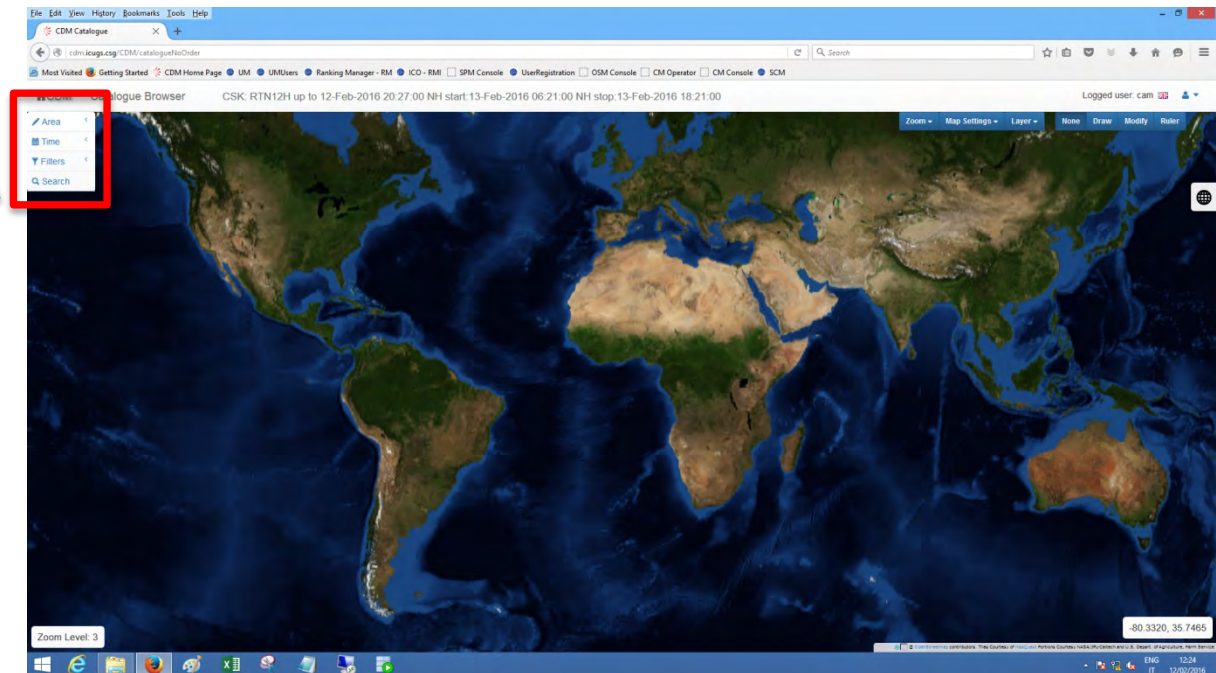 File Edit View History Bookmarks Tools Help
CDM Catalogue × +
cdm.icugs.csg/CDM/catalogueNoOrder Search
Most Visited Getting Started CDM Home Page UM UMUsers Ranking Manager - RM ICO - RMI SPM Console UserRegistration OSM Console CM Operator CM Console SCM
Catalogue Browser CSK: RTN12H up to 12-Feb-2016 20:27:00 NH start:13-Feb-2016 06:21:00 NH stop:13-Feb-2016 18:21:00 Logged user: cam
Area
Time
Filters
Search
Zoom Map Settings Layer None Draw Modify Ruler
Zoom Level: 3
-80.3320, 35.7465
ENG 12:24
IT 12/02/2016